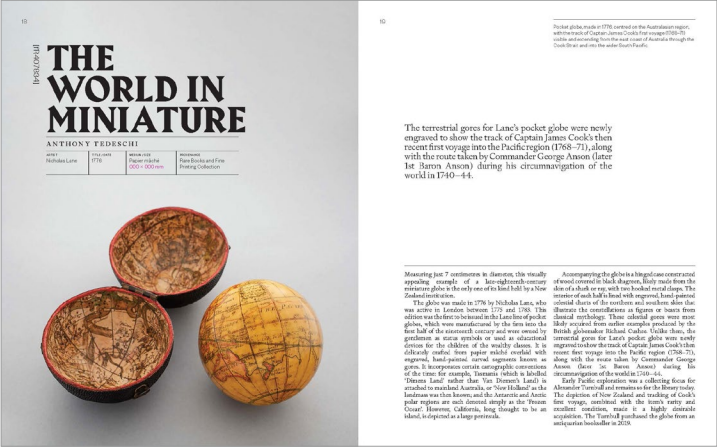 18
[R-407834]
THE
WORLD IN
MINIATURE
ANTHONY TEDESCHI
ARTIST
Nicholas Lane
TITLE/DATE
1776
MEDIUM/SIZE
Papier mâché
000 × 000 mm
PROVENANCE
Rare Books and Fine
Printing Collection
19
Pocket globe, made in 1776, centred on the Australasian region,
with the track of Captain James Cook's first voyage (1768–71)
visible and extending from the east coast of Australia through the
Cook Strait and into the wider South Pacific.
The terrestrial gores for Lane's pocket globe were newly
engraved to show the track of Captain James Cook's then
recent first voyage into the Pacific region (1768–71), along
with the route taken by Commander George Anson (later
1st Baron Anson) during his circumnavigation of the
world in 1740–44.
Measuring just 7 centimetres in diameter, this visually
appealing example of a late-eighteenth-century
miniature globe is the only one of its kind held by a New
Zealand institution.
The globe was made in 1776 by Nicholas Lane, who
was active in London between 1775 and 1783. This
edition was the first to be issued in the Lane line of pocket
globes, which were manufactured by the firm into the
first half of the nineteenth century and were owned by
gentlemen as status symbols or used as educational
devices for the children of the wealthy classes. It is
delicately crafted from papier mâché overlaid with
engraved, hand-painted, curved segments known as
gores. It incorporates certain cartographic conventions
of the time: for example, Tasmania (which is labelled
'Dimens Land' rather than Van Diemen's Land) is
attached to mainland Australia, or 'New Holland' as the
landmass was then known; and the Antarctic and Arctic
polar regions are each denoted simply as the 'Frozen
Ocean'. However, California, long thought to be an
island, is depicted as a large peninsula.
Accompanying the globe is a hinged case constructed
of wood covered in black shagreen, likely made from the
skin of a shark or ray, with two hooked metal clasps. The
interior of each half is lined with engraved, hand-painted
celestial charts of the northern and southern skies that
illustrate the constellations as figures or beasts from
classical mythology. These celestial gores were most
likely acquired from earlier examples produced by the
British globemaker Richard Cushee. Unlike them, the
terrestrial gores for Lane's pocket globe were newly
engraved to show the track of Captain James Cook's then
recent first voyage into the Pacific region (1768–71),
along with the route taken by Commander George
Anson (later 1st Baron Anson) during his
circumnavigation of the world in 1740–44.
Early Pacific exploration was a collecting focus for
Alexander Turnbull and remains so for the library today.
The depiction of New Zealand and tracking of Cook's
first voyage, combined with the item's rarity and
excellent condition, made it a highly desirable
acquisition. The Turnbull purchased the globe from an
antiquarian bookseller in 2019.